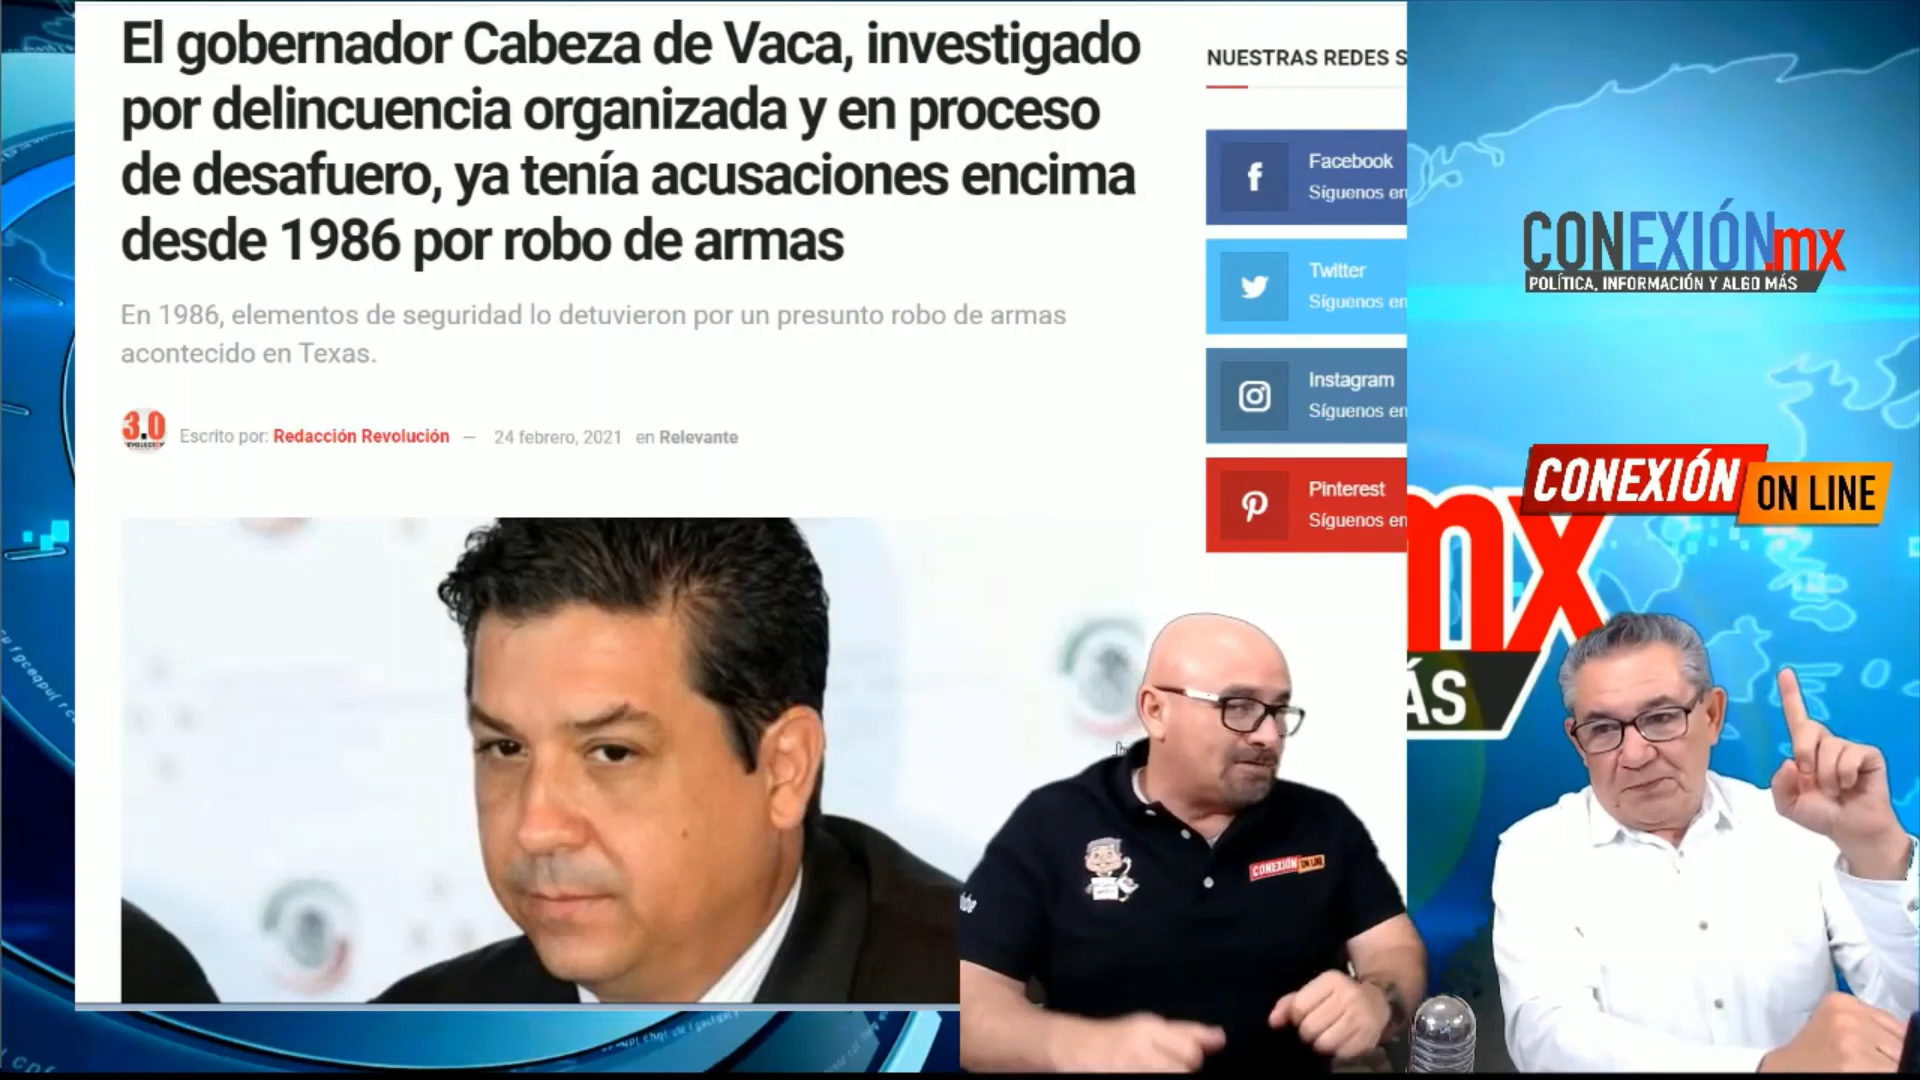 El gobernador Cabeza de Vaca, investigado
por delincuencia organizada y en proceso
de desafuero, ya tenía acusaciones encima
desde 1986 por robo de armas
En 1986, elementos de seguridad lo detuvieron por un presunto robo de armas
acontecido en Texas.
3.0
Escrito por: Redacción Revolución — 24 febrero, 2021 en Relevante
NUESTRAS REDES S
Facebook
Síguenos en
Twitter
Síguenos en
Instagram
Síguenos en
Pinterest
Síguenos en
CONEXIÓN.mx
POLÍTICA, INFORMACIÓN Y ALGO MÁS
CONEXIÓN ON LINE
mx
ÁS
CONEXIÓN ON LINE